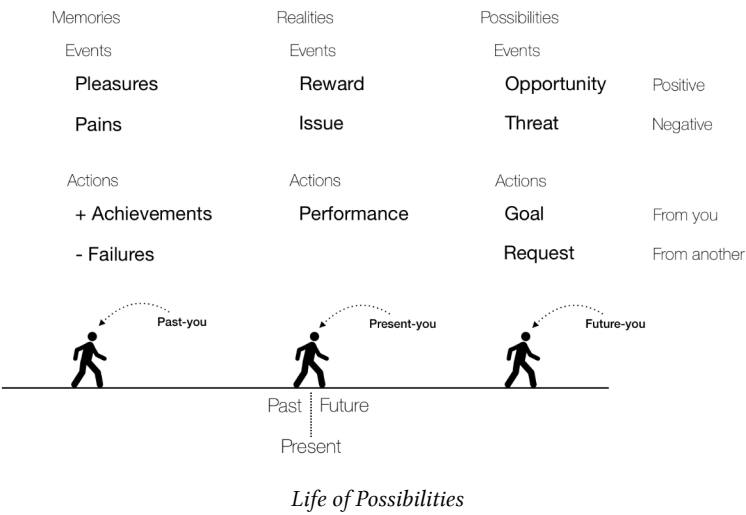 Memories Realities Possibilities
Events Events Events
Pleasures Reward Opportunity Positive
Pains Issue Threat Negative
Actions Actions Actions
+ Achievements Performance Goal From you
- Failures Request From another
Past-you Present-you Future-you
Past Future
Present
Life of Possibilities